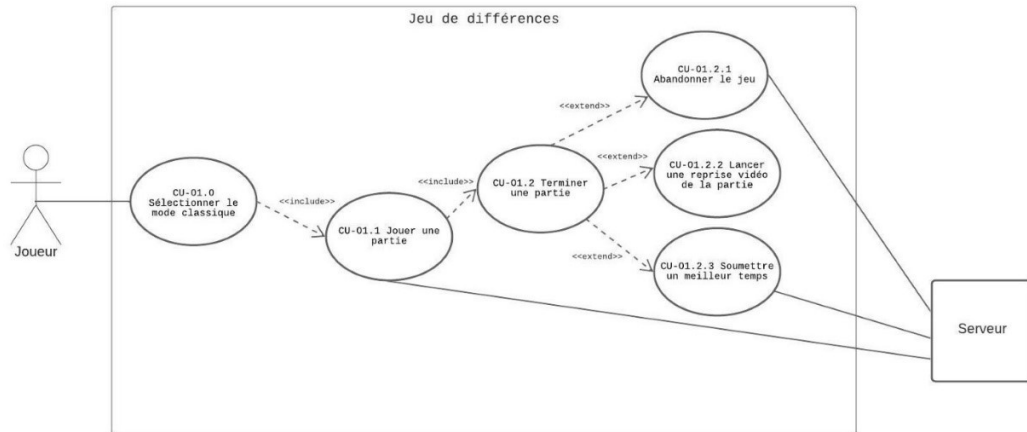 Jeu de différences
CU-01.2.1
Abandonner le jeu
<<extend>>
CU-01.2.2 Lancer
une reprise vidéo
de la partie
<<extend>>
CU-01.2 Terminer
une partie
<<include>>
CU-01.0
Sélectionner le
mode classique
<<include>>
CU-01.1 Jouer une
partie
<<extend>>
CU-01.2.3 Soumettre
un meilleur temps
Joueur
Serveur